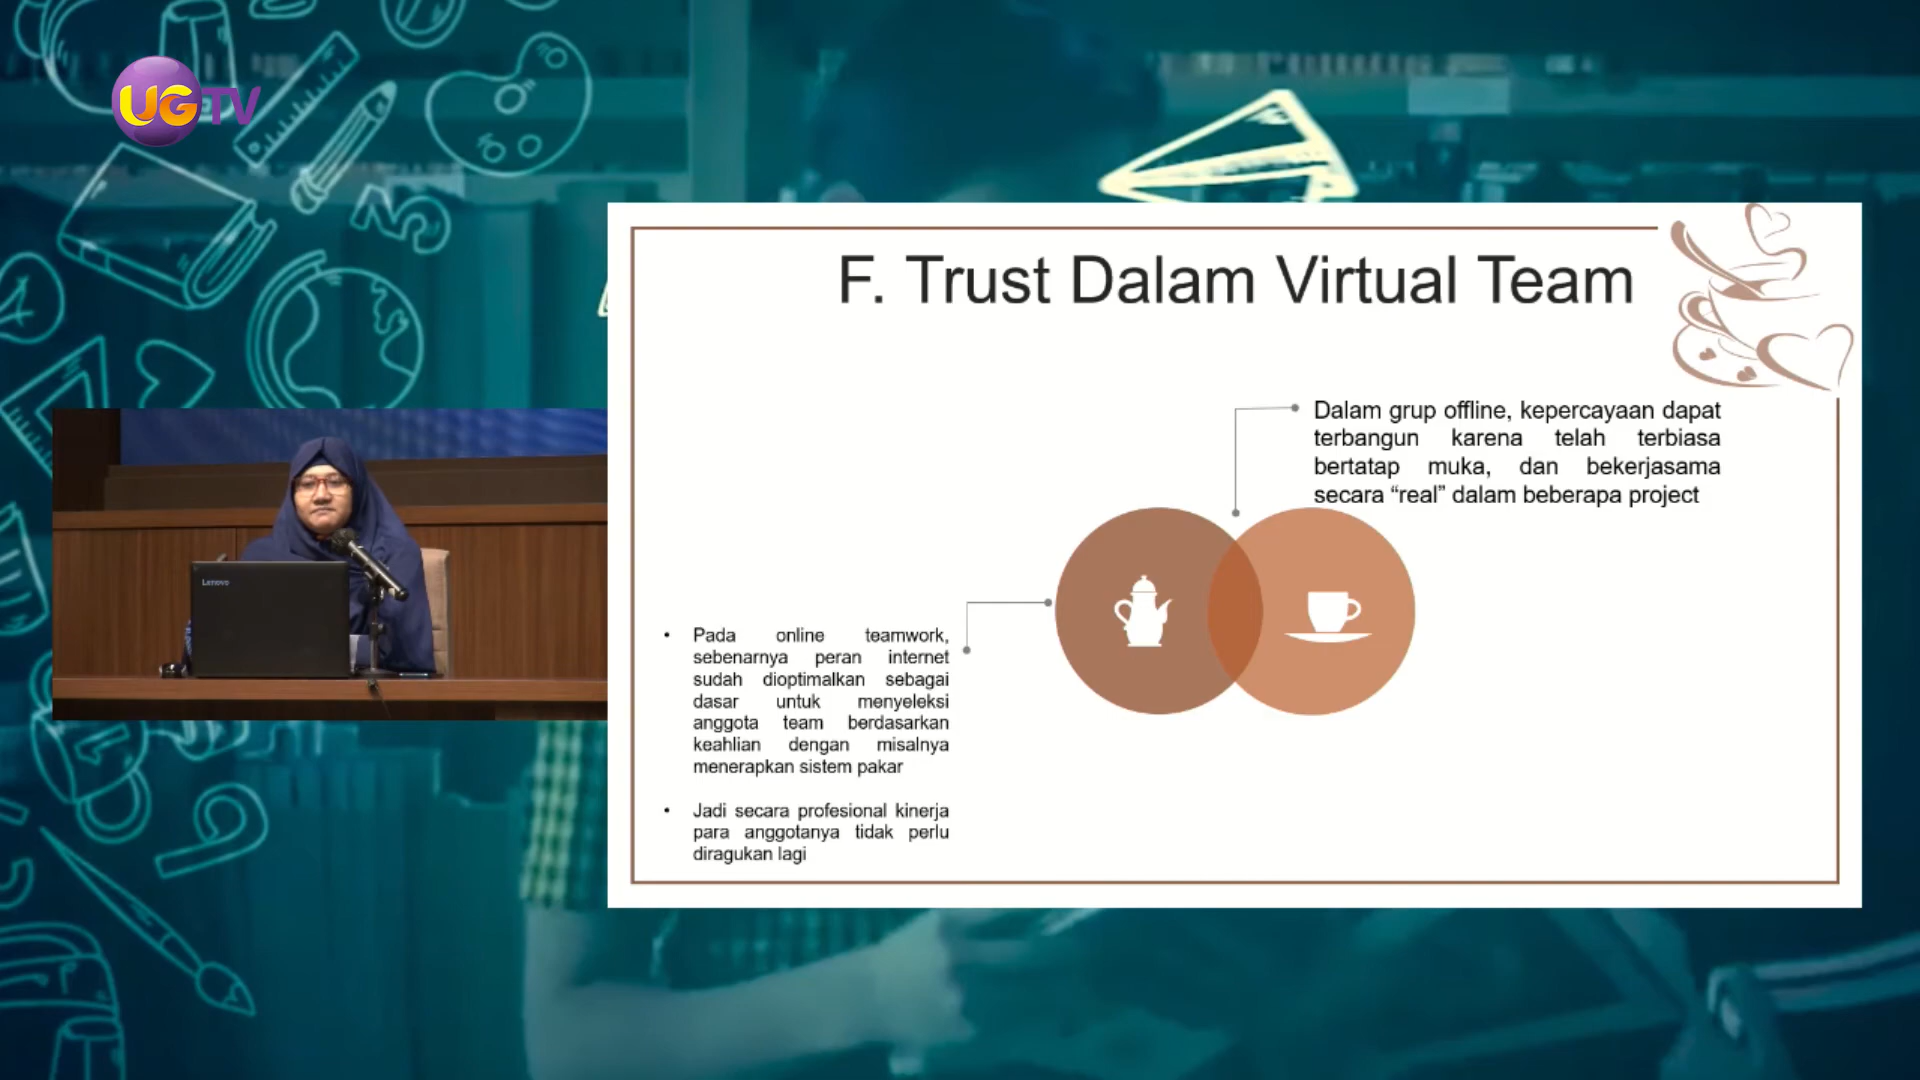 UGTV
F. Trust Dalam Virtual Team
Dalam grup offline, kepercayaan dapat
terbangun karena telah terbiasa
bertatap muka, dan bekerjasama
secara “real” dalam beberapa project
• Pada online teamwork,
sebenarnya peran internet
sudah dioptimalkan sebagai
dasar untuk menyeleksi
anggota team berdasarkan
keahlian dengan misalnya
menerapkan sistem pakar
• Jadi secara profesional kinerja
para anggotanya tidak perlu
diragukan lagi
Lenovo